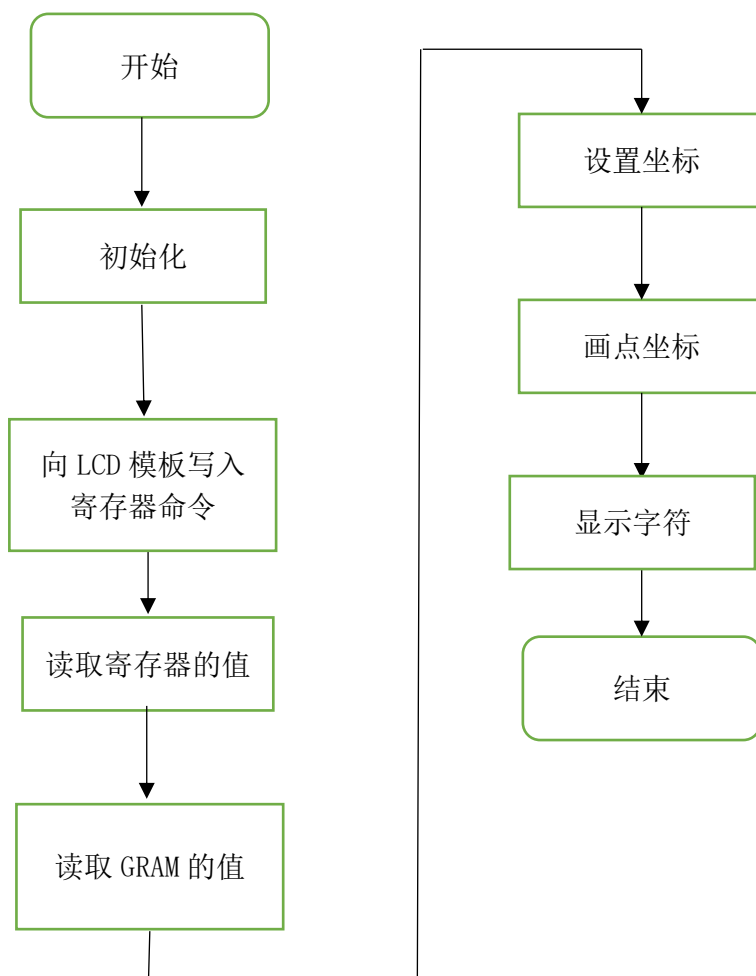 开始
初始化
向 LCD 模板写入
寄存器命令
读取寄存器的值
读取 GRAM 的值
设置坐标
画点坐标
显示字符
结束